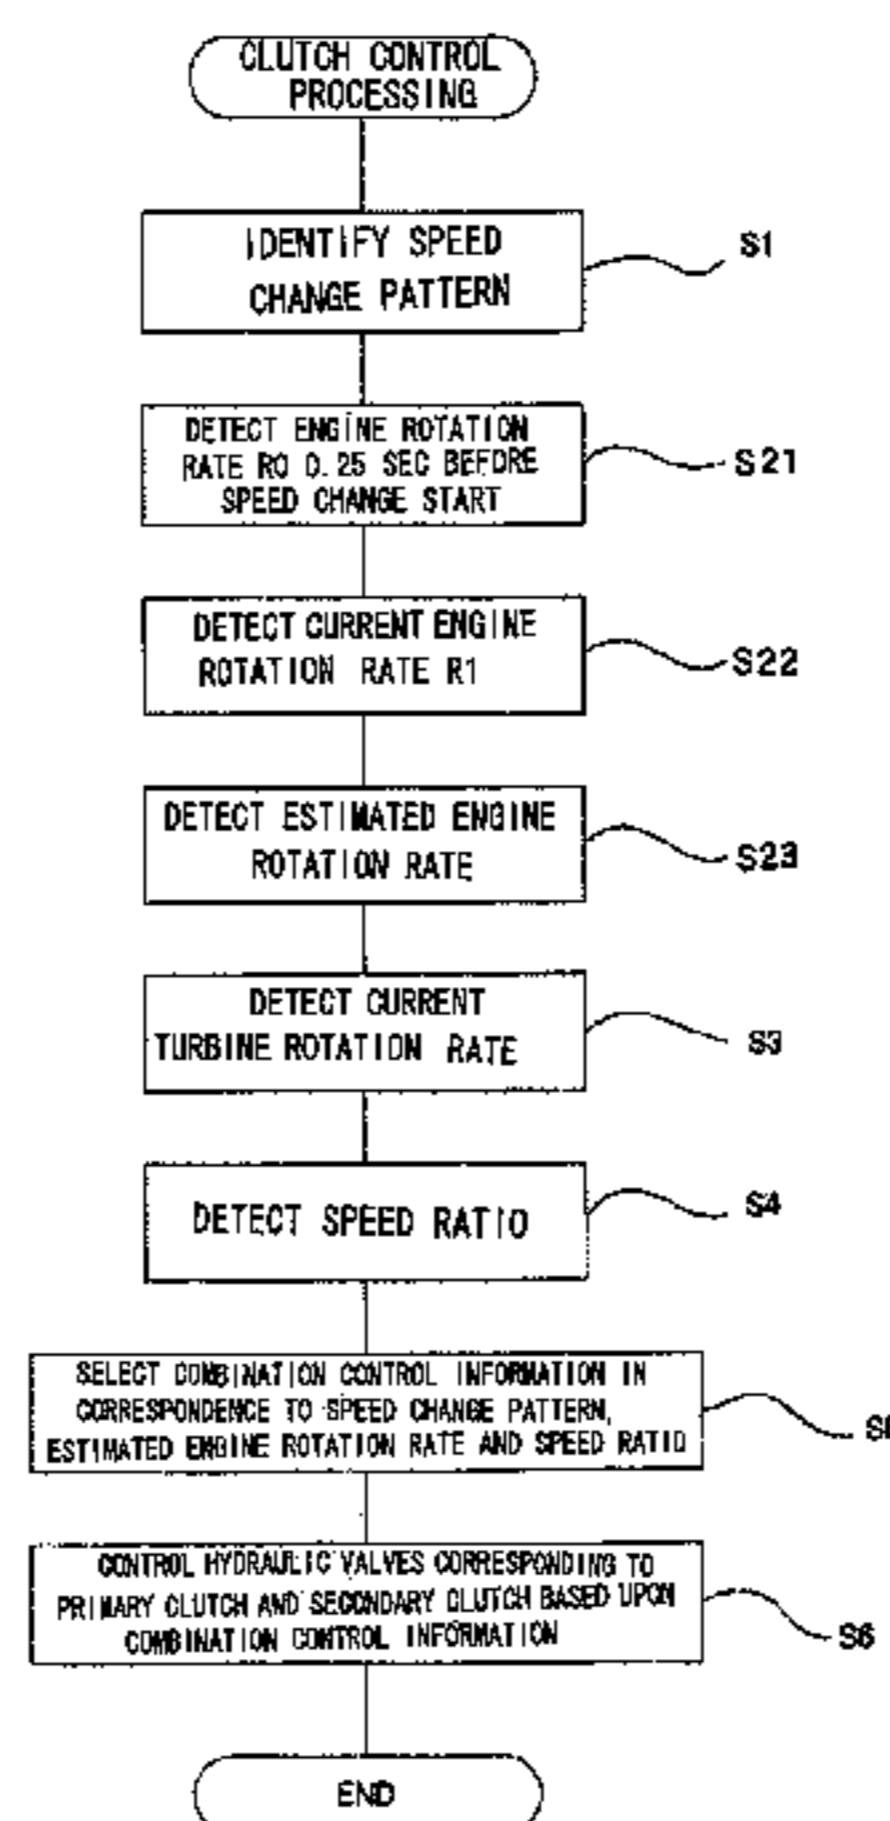 CLUTCH CONTROL
PROCESSING
IDENTIFY SPEED
CHANGE PATTERN
S1
DETECT ENGINE ROTATION
RATE R0 0.25 SEC BEFORE
SPEED CHANGE START
S21
DETECT CURRENT ENGINE
ROTATION RATE R1
S22
DETECT ESTIMATED ENGINE
ROTATION RATE
S23
DETECT CURRENT
TURBINE ROTATION RATE
S3
DETECT SPEED RATIO
S4
SELECT COMBINATION CONTROL INFORMATION IN
CORRESPONDENCE TO SPEED CHANGE PATTERN,
ESTIMATED ENGINE ROTATION RATE AND SPEED RATIO
CONTROL HYDRAULIC VALVES CORRESPONDING TO
PRIMARY CLUTCH AND SECONDARY CLUTCH BASED UPON
COMBINATION CONTROL INFORMATION
S6
END